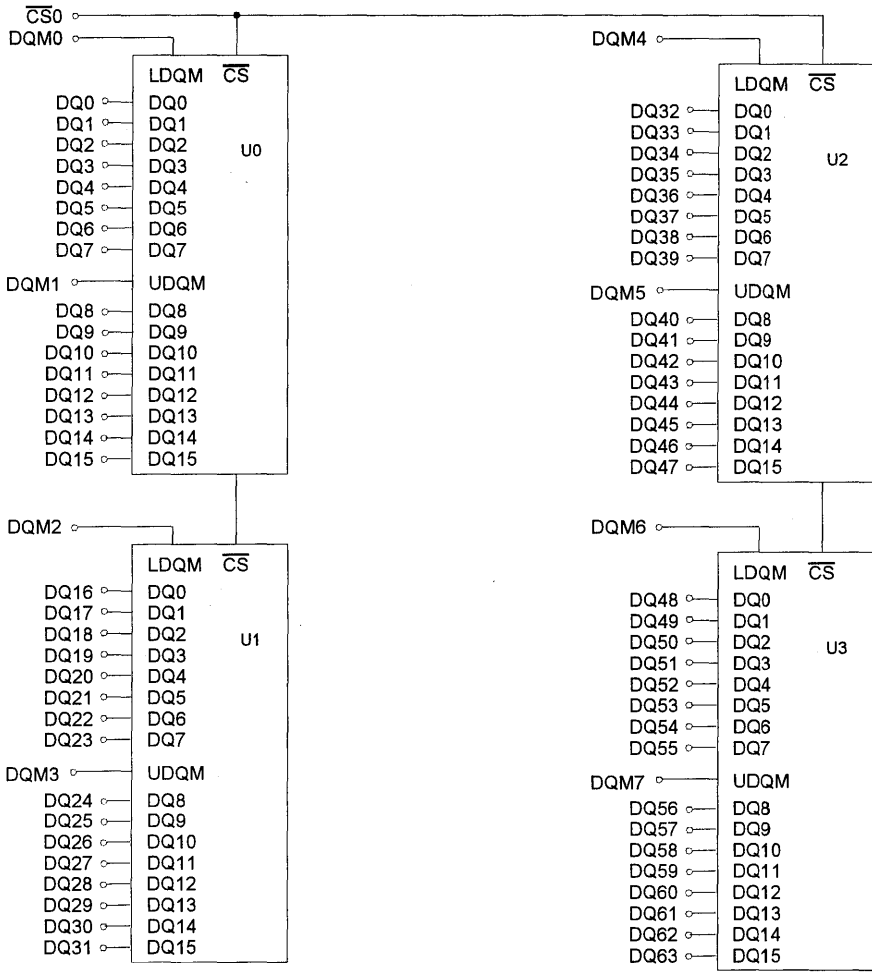 C̅S̅0
DQM0
LDQM C̅S̅
DQ0 DQ0
DQ1 DQ1
DQ2 DQ2
U0
DQ3 DQ3
DQ4 DQ4
DQ5 DQ5
DQ6 DQ6
DQ7 DQ7
DQM1 UDQM
DQ8 DQ8
DQ9 DQ9
DQ10 DQ10
DQ11 DQ11
DQ12 DQ12
DQ13 DQ13
DQ14 DQ14
DQ15 DQ15
DQM2
LDQM C̅S̅
DQ16 DQ0
DQ17 DQ1
DQ18 DQ2
U1
DQ19 DQ3
DQ20 DQ4
DQ21 DQ5
DQ22 DQ6
DQ23 DQ7
DQM3 UDQM
DQ24 DQ8
DQ25 DQ9
DQ26 DQ10
DQ27 DQ11
DQ28 DQ12
DQ29 DQ13
DQ30 DQ14
DQ31 DQ15
DQM4
LDQM C̅S̅
DQ32 DQ0
DQ33 DQ1
DQ34 DQ2
U2
DQ35 DQ3
DQ36 DQ4
DQ37 DQ5
DQ38 DQ6
DQ39 DQ7
DQM5 UDQM
DQ40 DQ8
DQ41 DQ9
DQ42 DQ10
DQ43 DQ11
DQ44 DQ12
DQ45 DQ13
DQ46 DQ14
DQ47 DQ15
DQM6
LDQM C̅S̅
DQ48 DQ0
DQ49 DQ1
DQ50 DQ2
U3
DQ51 DQ3
DQ52 DQ4
DQ53 DQ5
DQ54 DQ6
DQ55 DQ7
DQM7 UDQM
DQ56 DQ8
DQ57 DQ9
DQ58 DQ10
DQ59 DQ11
DQ60 DQ12
DQ61 DQ13
DQ62 DQ14
DQ63 DQ15